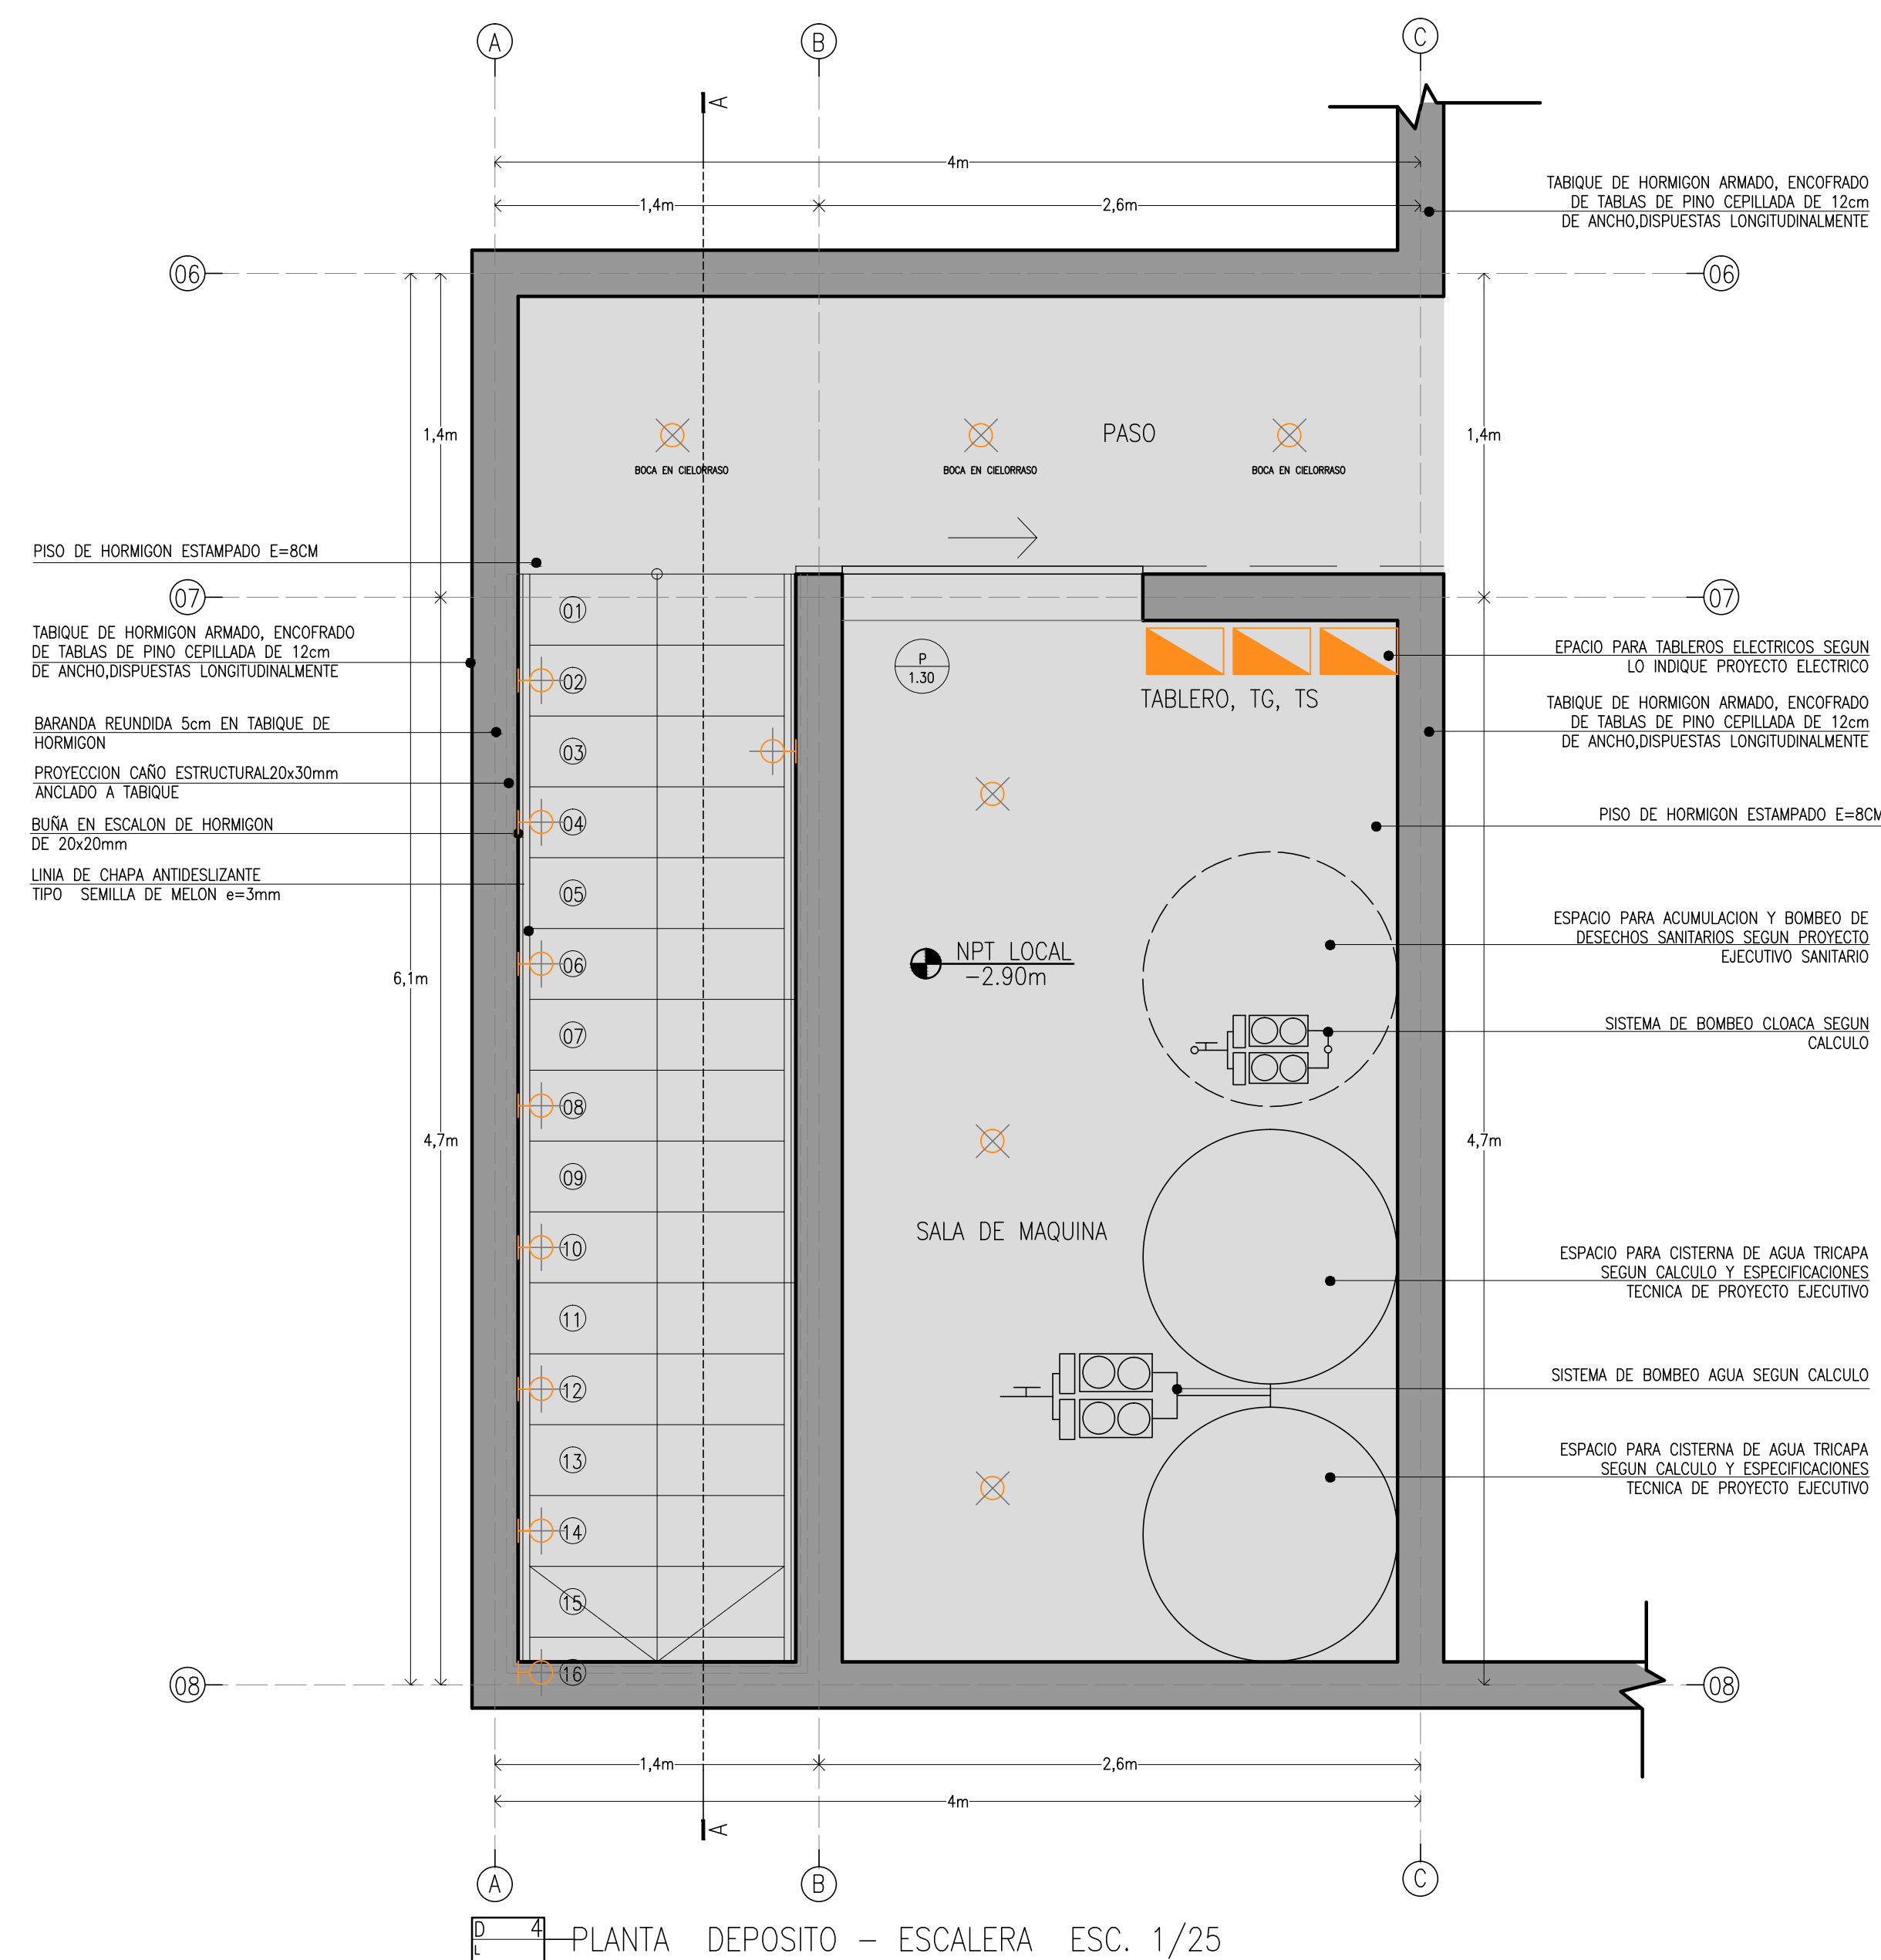 A
B
C
A
4m
1,4m
2,6m
TABIQUE DE HORMIGON ARMADO, ENCOFRADO
DE TABLAS DE PINO CEPILLADA DE 12cm
DE ANCHO,DISPUESTAS LONGITUDINALMENTE
06
06
1,4m
1,4m
PASO
BOCA EN CIELORRASO
BOCA EN CIELORRASO
BOCA EN CIELORRASO
PISO DE HORMIGON ESTAMPADO E=8CM
07
07
TABIQUE DE HORMIGON ARMADO, ENCOFRADO
DE TABLAS DE PINO CEPILLADA DE 12cm
DE ANCHO,DISPUESTAS LONGITUDINALMENTE
BARANDA REUNDIDA 5cm EN TABIQUE DE
HORMIGON
PROYECCION CAÑO ESTRUCTURAL20x30mm
ANCLADO A TABIQUE
BUÑA EN ESCALON DE HORMIGON
DE 20x20mm
LINIA DE CHAPA ANTIDESLIZANTE
TIPO SEMILLA DE MELON e=3mm
6,1m
4,7m
01
02
03
04
05
06
07
08
09
10
11
12
13
14
15
16
P
1.30
TABLERO, TG, TS
NPT LOCAL
-2.90m
SALA DE MAQUINA
EPACIO PARA TABLEROS ELECTRICOS SEGUN
LO INDIQUE PROYECTO ELECTRICO
TABIQUE DE HORMIGON ARMADO, ENCOFRADO
DE TABLAS DE PINO CEPILLADA DE 12cm
DE ANCHO,DISPUESTAS LONGITUDINALMENTE
PISO DE HORMIGON ESTAMPADO E=8CM
ESPACIO PARA ACUMULACION Y BOMBEO DE
DESECHOS SANITARIOS SEGUN PROYECTO
EJECUTIVO SANITARIO
SISTEMA DE BOMBEO CLOACA SEGUN
CALCULO
4,7m
ESPACIO PARA CISTERNA DE AGUA TRICAPA
SEGUN CALCULO Y ESPECIFICACIONES
TECNICA DE PROYECTO EJECUTIVO
SISTEMA DE BOMBEO AGUA SEGUN CALCULO
ESPACIO PARA CISTERNA DE AGUA TRICAPA
SEGUN CALCULO Y ESPECIFICACIONES
TECNICA DE PROYECTO EJECUTIVO
08
08
1,4m
2,6m
4m
A
A
B
C
D 4
L
PLANTA DEPOSITO - ESCALERA ESC. 1/25